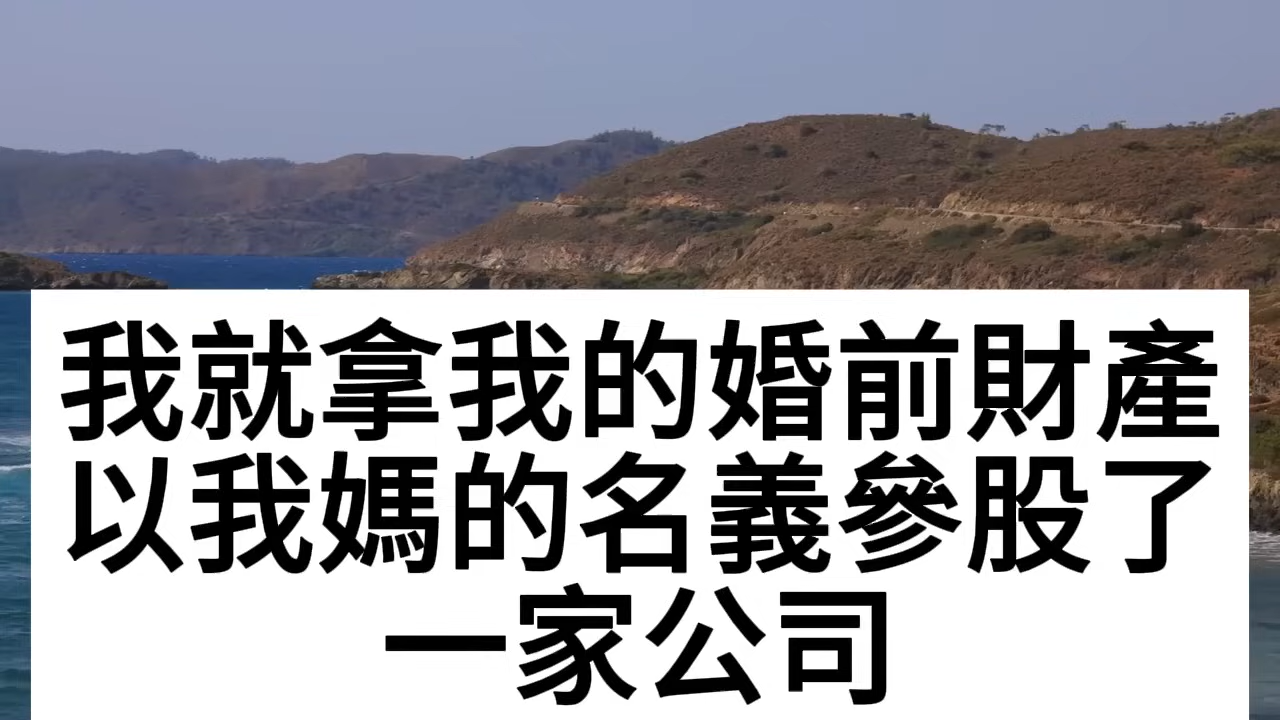 我就拿我的婚前財產
以我媽的名義參股了
一家公司